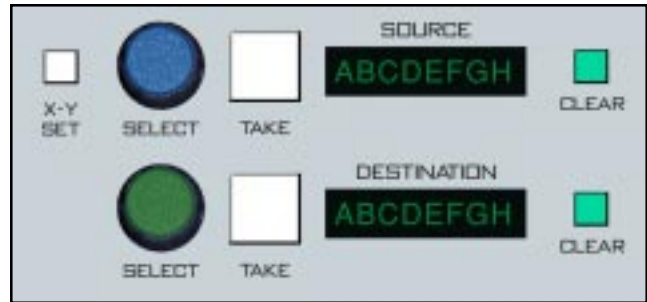 SOURCE
ABCDEFGH
X-Y
SET
SELECT
TAKE
CLEAR
DESTINATION
ABCDEFGH
SELECT
TAKE
CLEAR